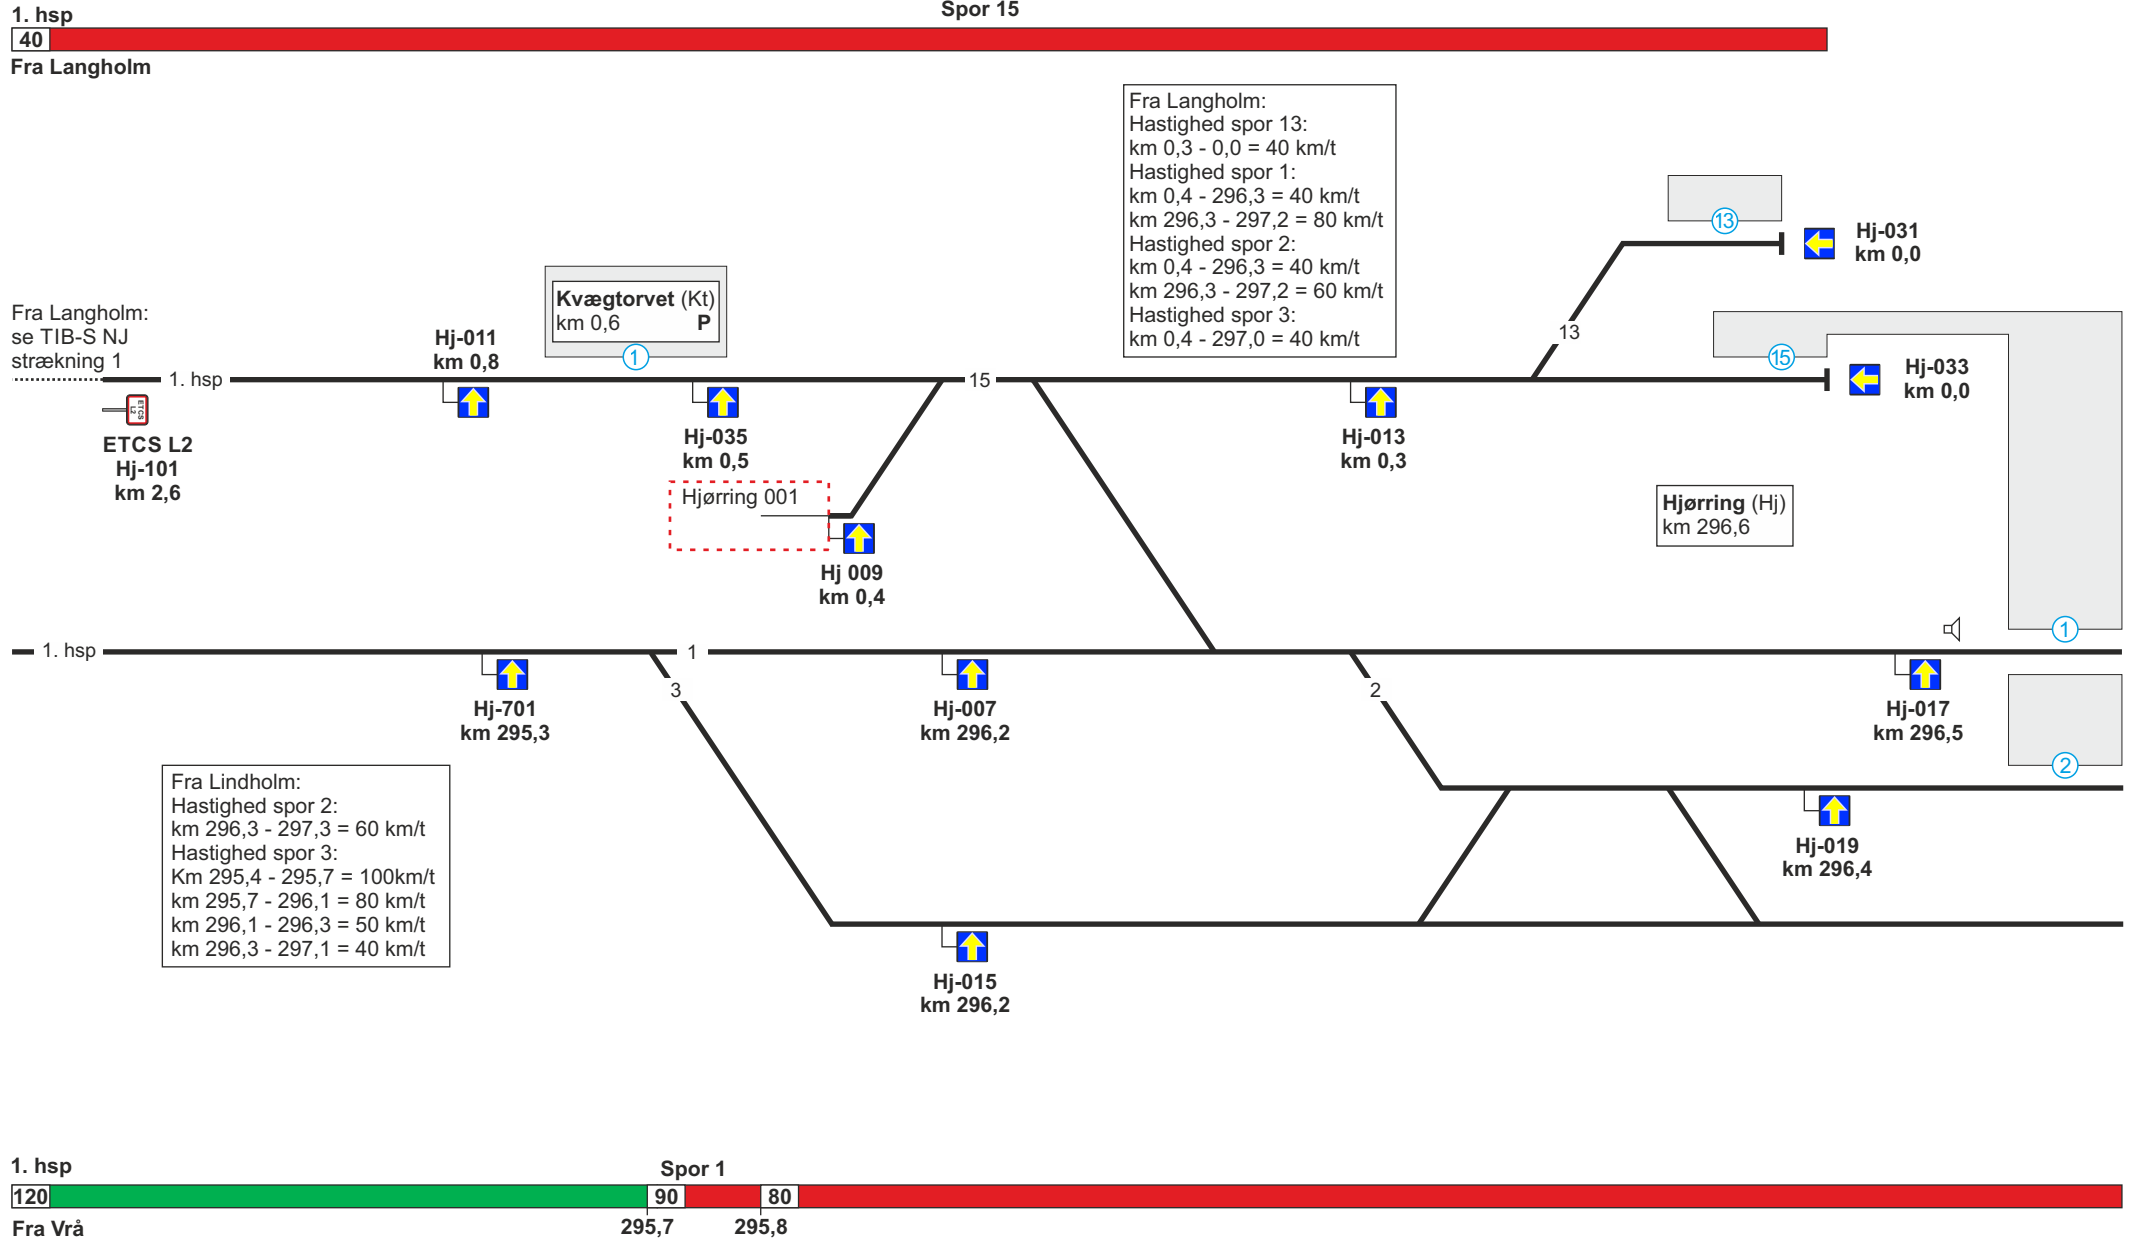 1. hsp
Spor 15
40
Fra Langholm
Fra Langholm:
Hastighed spor 13:
km 0,3 - 0,0 = 40 km/t
Hastighed spor 1:
km 0,4 - 296,3 = 40 km/t
km 296,3 - 297,2 = 80 km/t
Hastighed spor 2:
km 0,4 - 296,3 = 40 km/t
km 296,3 - 297,2 = 60 km/t
Hastighed spor 3:
km 0,4 - 297,0 = 40 km/t
13
Hj-031
km 0,0
Fra Langholm:
se TIB-S NJ
strækning 1
Hj-011
km 0,8
Kvægtorvet (Kt)
km 0,6 P
1
13
15
Hj-033
km 0,0
1. hsp
15
ETCS L2
ETCS L2
Hj-101
km 2,6
Hj-035
km 0,5
Hj-013
km 0,3
Hjørring 001
Hj 009
km 0,4
Hjørring (Hj)
km 296,6
1
1. hsp
1
3
2
Hj-701
km 295,3
Hj-007
km 296,2
Hj-017
km 296,5
2
Fra Lindholm:
Hastighed spor 2:
km 296,3 - 297,3 = 60 km/t
Hastighed spor 3:
Km 295,4 - 295,7 = 100km/t
km 295,7 - 296,1 = 80 km/t
km 296,1 - 296,3 = 50 km/t
km 296,3 - 297,1 = 40 km/t
Hj-019
km 296,4
Hj-015
km 296,2
1. hsp
Spor 1
120
90
80
Fra Vrå
295,7
295,8